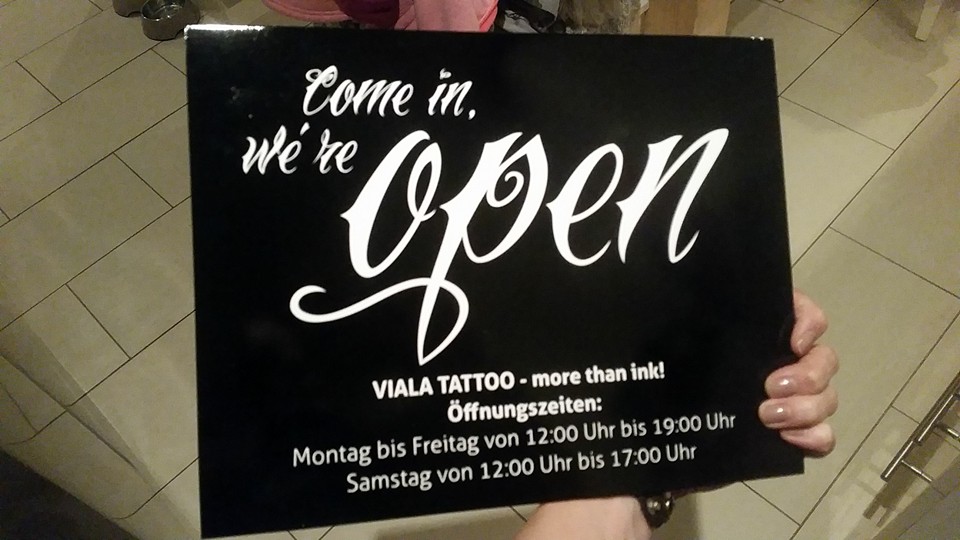 Come in,
we're open
VIALA TATTOO - more than ink!
Öffnungszeiten:
Montag bis Freitag von 12:00 Uhr bis 19:00 Uhr
Samstag von 12:00 Uhr bis 17:00 Uhr